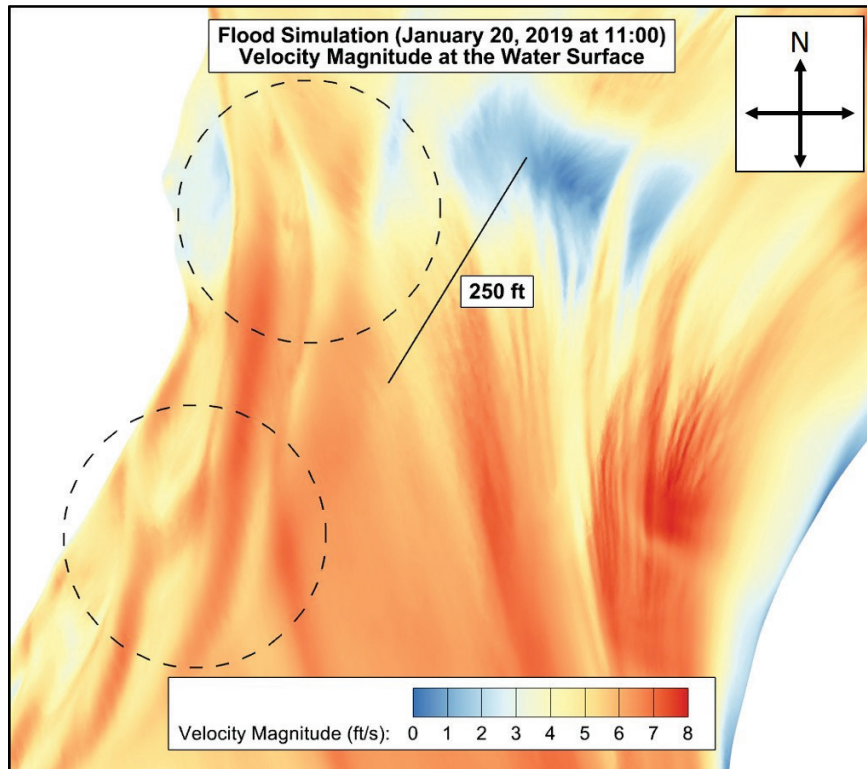 Flood Simulation (January 20, 2019 at 11:00)
Velocity Magnitude at the Water Surface
N
250 ft
Velocity Magnitude (ft/s): 0 1 2 3 4 5 6 7 8